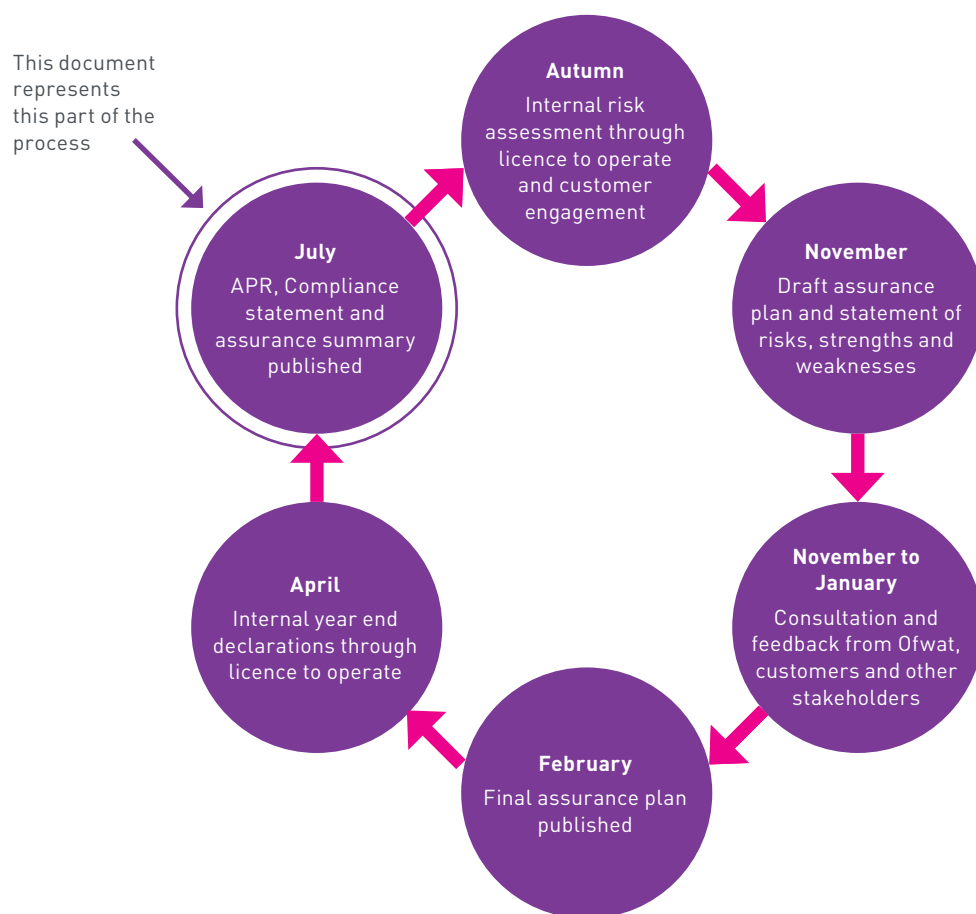 This document
represents
this part of the
process
Autumn
Internal risk
assessment through
licence to operate
and customer
engagement
July
APR, Compliance
statement and
assurance summary
published
November
Draft assurance
plan and statement of
risks, strengths and
weaknesses
November to
January
Consultation and
feedback from Ofwat,
customers and other
stakeholders
April
Internal year end
declarations through
licence to operate
February
Final assurance plan
published